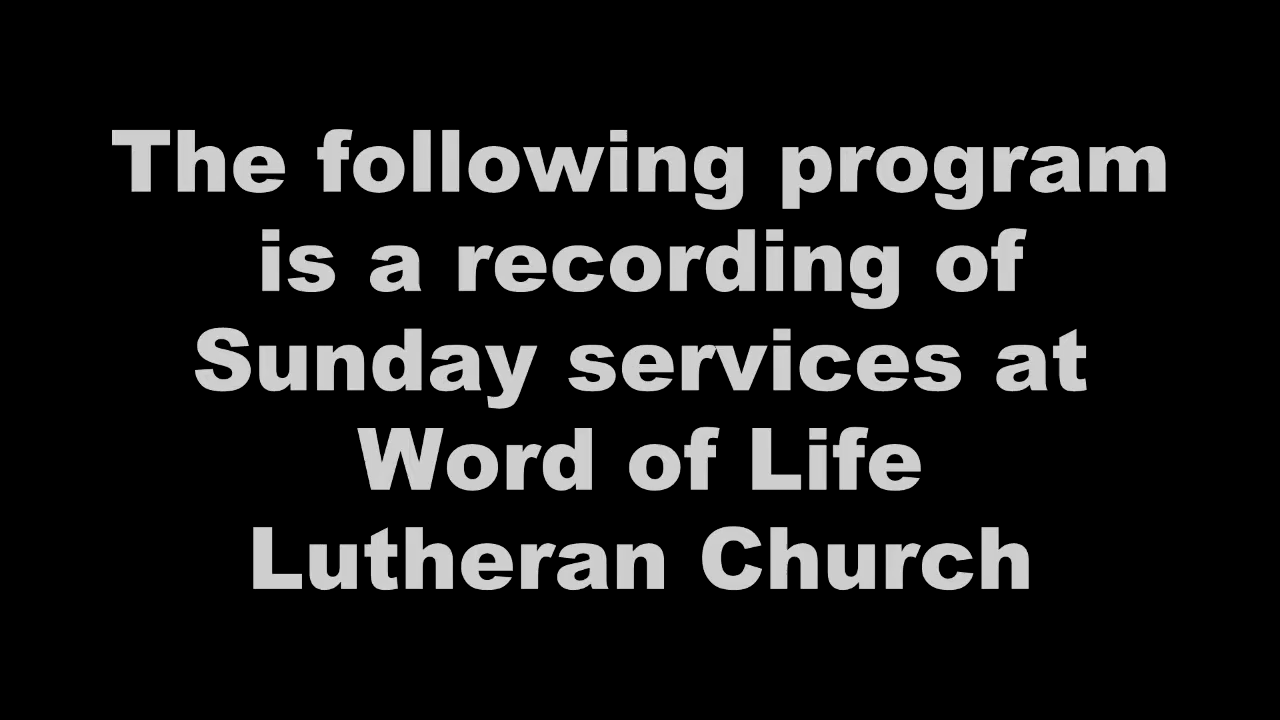 The following program
is a recording of
Sunday services at
Word of Life
Lutheran Church